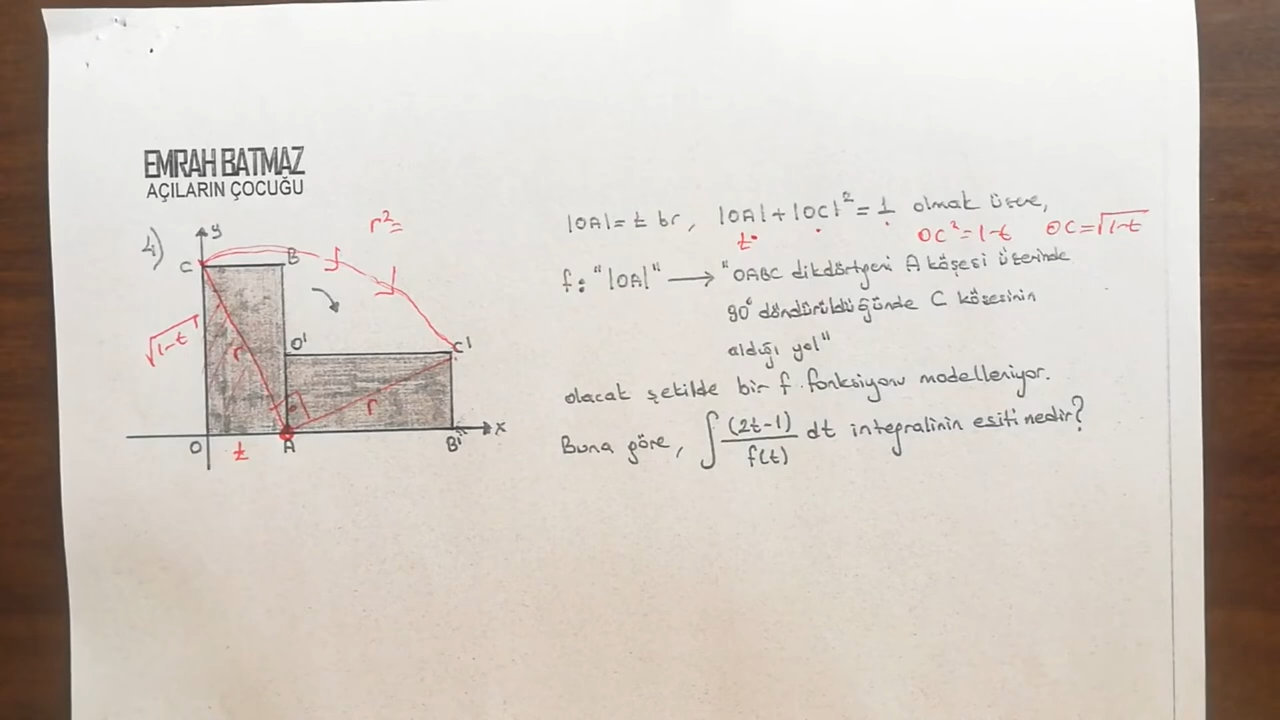 EMRAH BATMAZ
AÇILARIN ÇOCUĞU
r²=
4)
y
C
B
√1-t
r
O'
C'
r
O
t
A
B'
x
|OA| = t br, |OA| + |OC|² = 1 olmak üzere,
t
OC² = 1-t OC = √1-t
f: "|OA|" → "OABC dikdörtgeni A köşesi üzerinde
90° döndürüldüğünde C köşesinin
aldığı yol"
olacak şekilde bir f fonksiyonu modelleniyor.
Buna göre, ∫ (2t-1)/f(t) dt integralinin eşiti nedir?